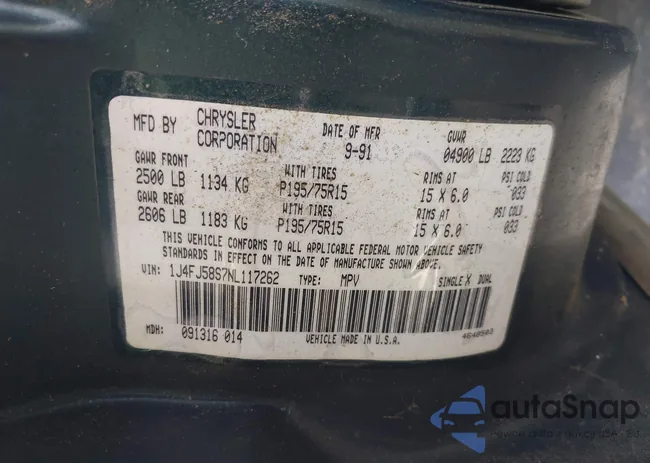 MFD BY CHRYSLER CORPORATION DATE OF MFR 9-91 GVWR 04900 LB 2223 KG
GAWR FRONT WITH TIRES RIMS AT PSI COLD
2500 LB 1134 KG P195/75R15 15 X 6.0 033
GAWR REAR WITH TIRES RIMS AT PSI COLD
2606 LB 1183 KG P195/75R15 15 X 6.0 033
THIS VEHICLE CONFORMS TO ALL APPLICABLE FEDERAL MOTOR VEHICLE SAFETY
STANDARDS IN EFFECT ON THE DATE OF MANUFACTURE SHOWN ABOVE.
VIN: 1J4FJ58S7NL117262 TYPE: MPV SINGLE X DUAL
MDH: 091316 014 VEHICLE MADE IN U.S.A.
autoSnap